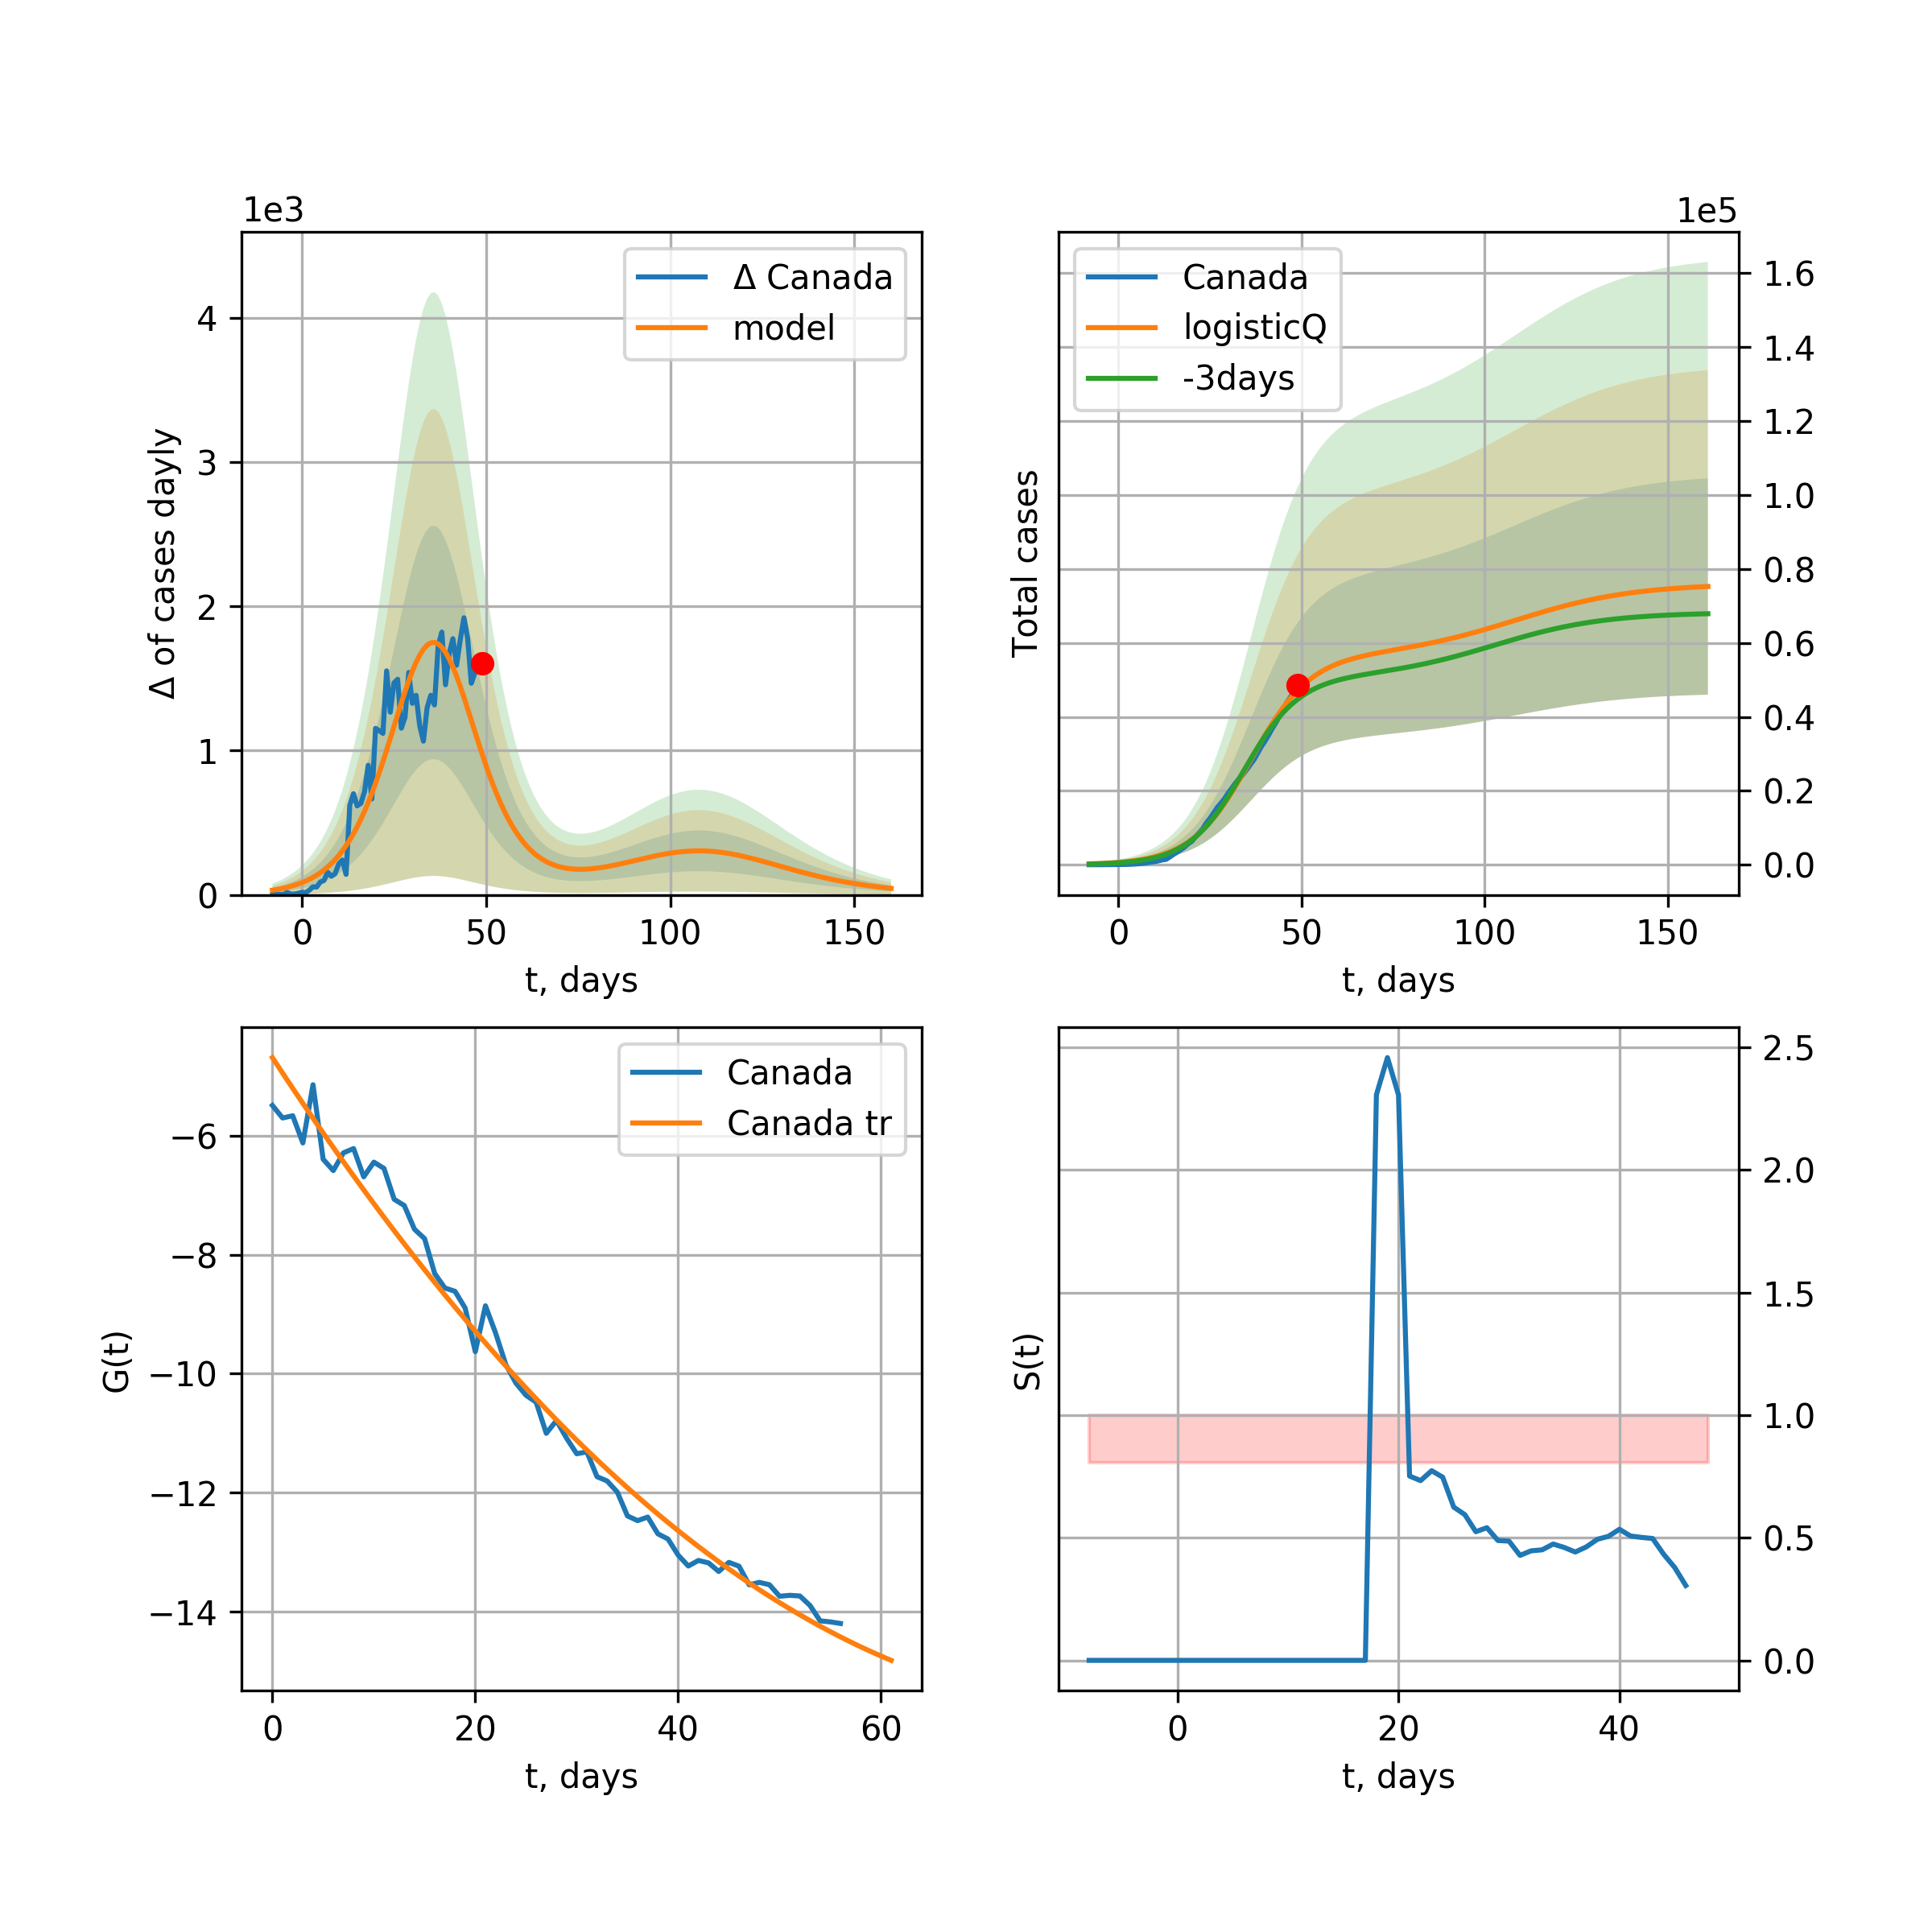 1e3
Δ of cases dayly
4
3
2
1
0
Δ Canada
model
0 50 100 150
t, days
1e5
Total cases
Canada
logisticQ
-3days
1.6
1.4
1.2
1.0
0.8
0.6
0.4
0.2
0.0
0 50 100 150
t, days
G(t)
−6
−8
−10
−12
−14
Canada
Canada tr
0 20 40 60
t, days
S(t)
2.5
2.0
1.5
1.0
0.5
0.0
0 20 40
t, days